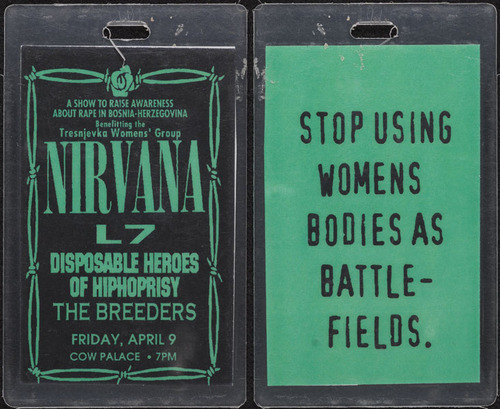 A SHOW TO RAISE AWARENESS
ABOUT RAPE IN BOSNIA-HERZEGOVINA
Benefitting the
Tresnjevka Womens' Group
NIRVANA
L7
DISPOSABLE HEROES
OF HIPHOPRISY
THE BREEDERS
FRIDAY, APRIL 9
COW PALACE • 7PM
STOP USING
WOMENS
BODIES AS
BATTLE-
FIELDS.